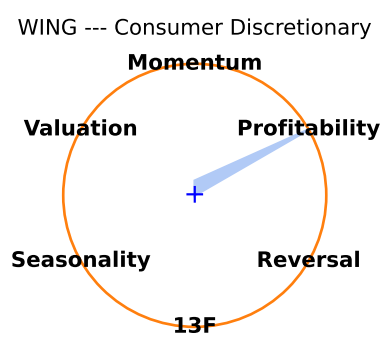 WING --- Consumer Discretionary
Momentum
Valuation
Profitability
Seasonality
Reversal
13F